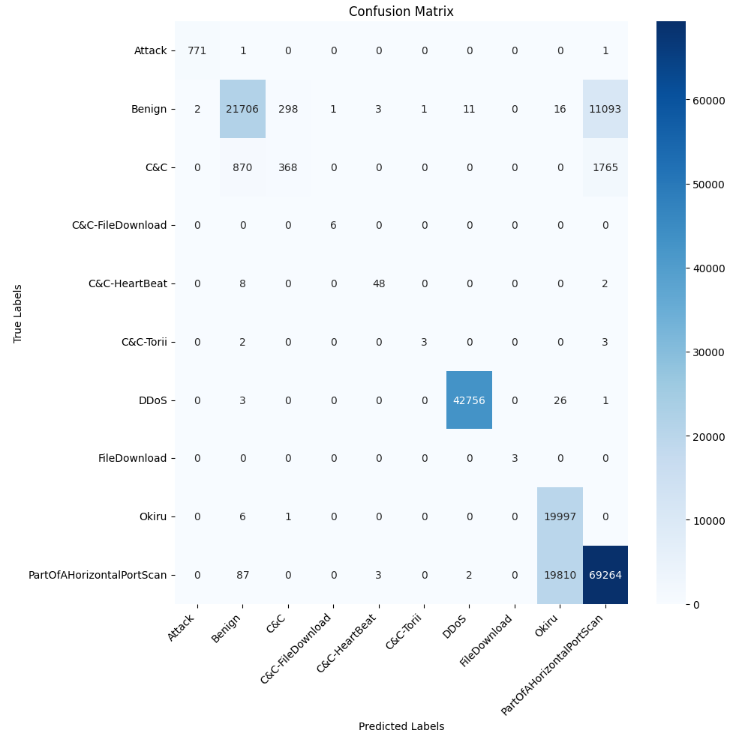 Confusion Matrix
Attack 771 1 0 0 0 0 0 0 0 1
Benign 2 21706 298 1 3 1 11 0 16 11093
C&C 0 870 368 0 0 0 0 0 0 1765
C&C-FileDownload 0 0 0 6 0 0 0 0 0 0
C&C-HeartBeat 0 8 0 0 48 0 0 0 0 2
C&C-Torii 0 2 0 0 0 3 0 0 0 3
DDoS 0 3 0 0 0 0 42756 0 26 1
FileDownload 0 0 0 0 0 0 0 3 0 0
Okiru 0 6 1 0 0 0 0 0 19997 0
PartOfAHorizontalPortScan 0 87 0 0 3 0 2 0 19810 69264
True Labels
Attack
Benign
C&C
C&C-FileDownload
C&C-HeartBeat
C&C-Torii
DDoS
FileDownload
Okiru
PartOfAHorizontalPortScan
Predicted Labels
60000
50000
40000
30000
20000
10000
0